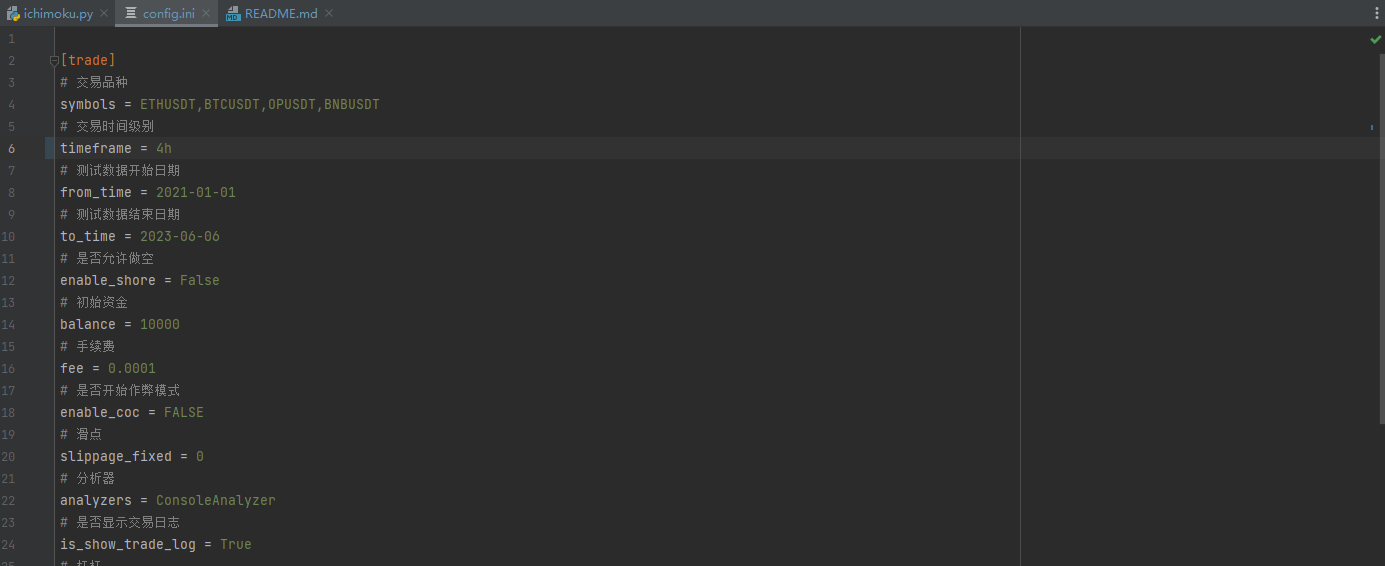 ichimoku.py
config.ini
README.md
1
2 [trade]
3 # 交易品种
4 symbols = ETHUSDT,BTCUSDT,OPUSDT,BNBUSDT
5 # 交易时间级别
6 timeframe = 4h
7 # 测试数据开始日期
8 from_time = 2021-01-01
9 # 测试数据结束日期
10 to_time = 2023-06-06
11 # 是否允许做空
12 enable_shore = False
13 # 初始资金
14 balance = 10000
15 # 手续费
16 fee = 0.0001
17 # 是否开始作弊模式
18 enable_coc = FALSE
19 # 滑点
20 slippage_fixed = 0
21 # 分析器
22 analyzers = ConsoleAnalyzer
23 # 是否显示交易日志
24 is_show_trade_log = True